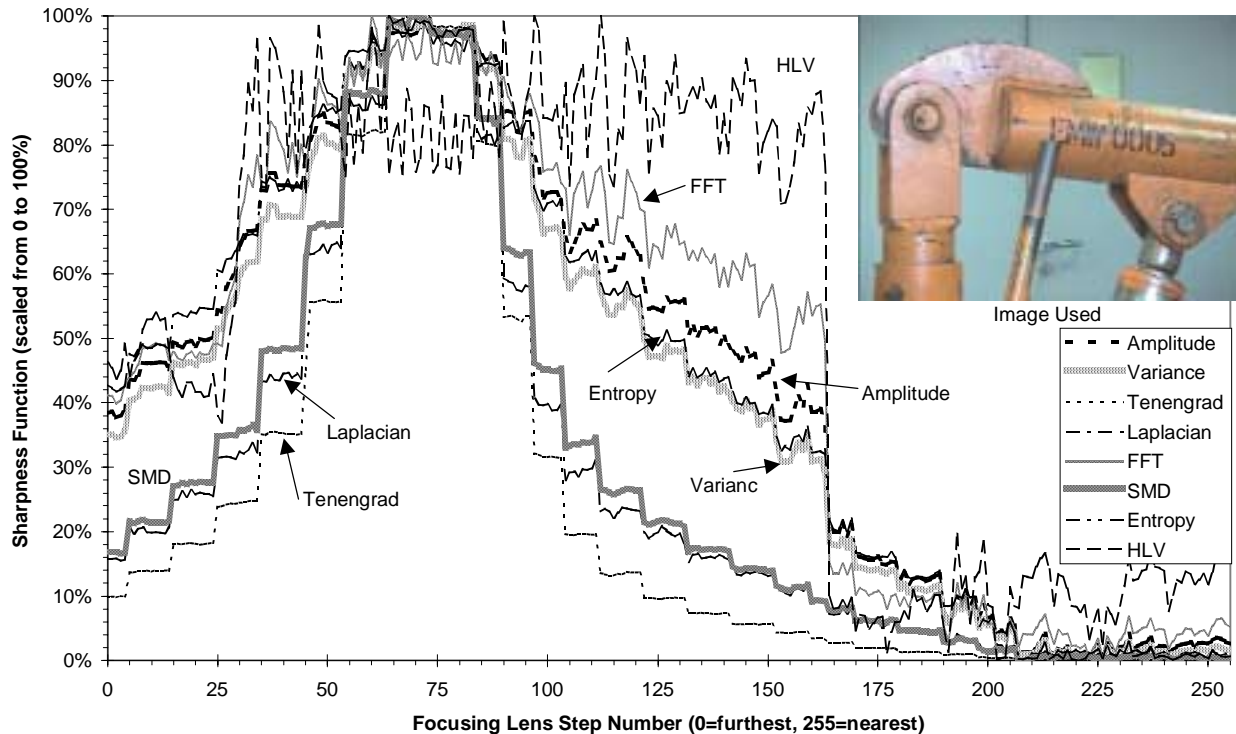 Sharpness Function (scaled from 0 to 100%)
100%
90%
80%
70%
60%
50%
40%
30%
20%
10%
0%
0
25
50
75
100
125
150
175
200
225
250
Focusing Lens Step Number (0=furthest, 255=nearest)
HLV
FFT
Entropy
Amplitude
Varianc
Laplacian
SMD
Tenengrad
EMW 0005
Image Used
Amplitude
Variance
Tenengrad
Laplacian
FFT
SMD
Entropy
HLV